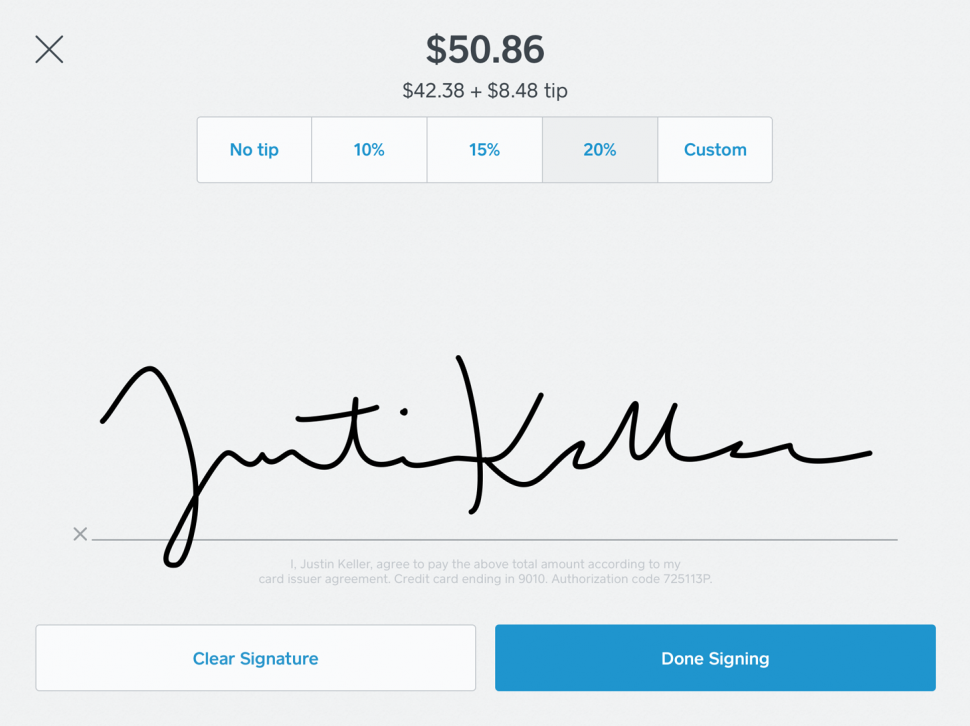 $50.86
$42.38 + $8.48 tip
No tip 10% 15% 20% Custom
Justin Keller
I, Justin Keller, agree to pay the above total amount according to my
card issuer agreement. Credit card ending in 9010. Authorization code 725113P.
Clear Signature Done Signing